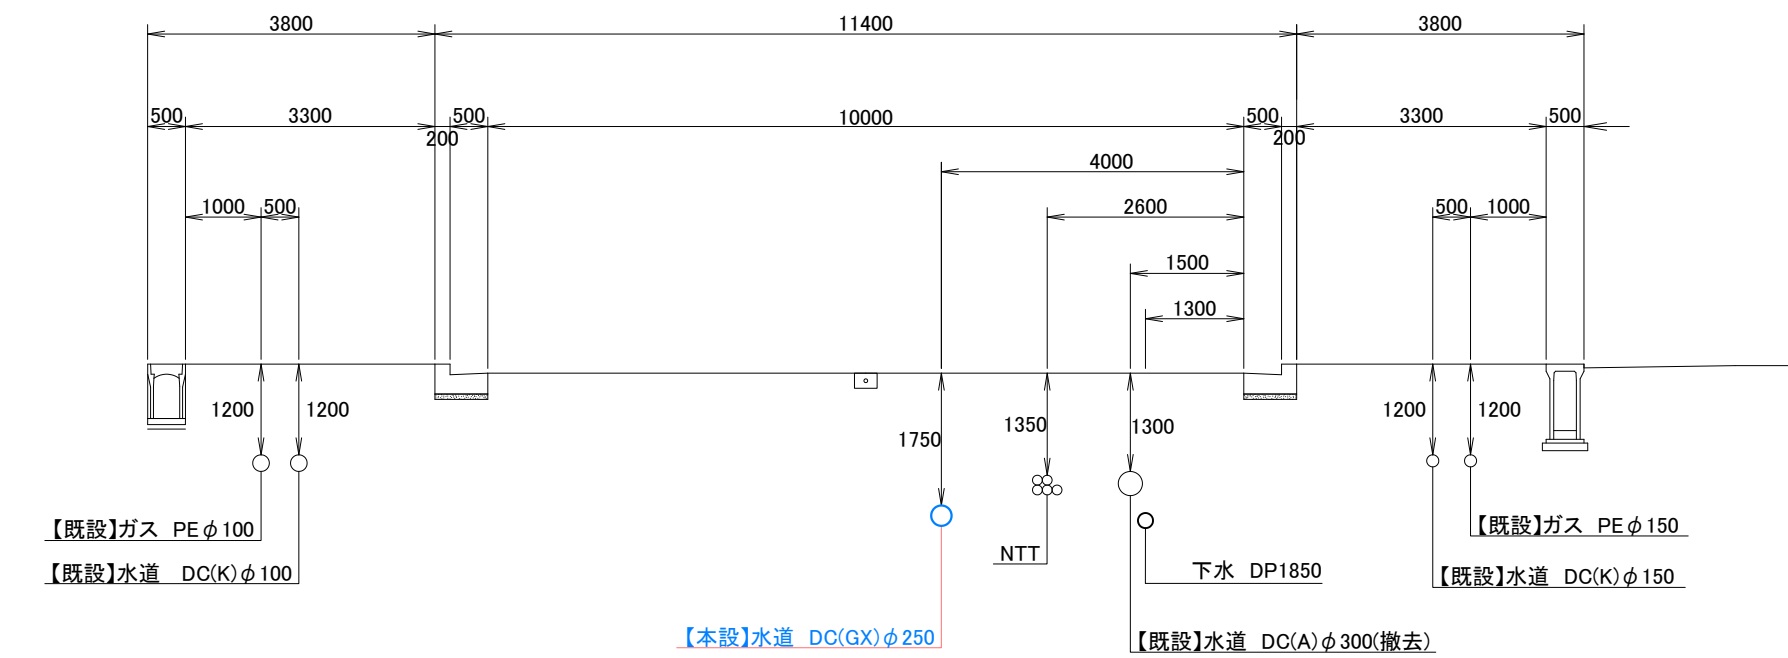 3800 11400 3800
500 3300 500 10000 500 3300 500
200 200
4000
1000 500 2600 500 1000
1500
1300
1200 1200 1750 1350 1300 1200 1200
【既設】ガス PEφ100
【既設】水道 DC(K)φ100
【本設】水道 DC(GX)φ250
NTT
下水 DP1850
【既設】水道 DC(A)φ300(撤去)
【既設】ガス PEφ150
【既設】水道 DC(K)φ150